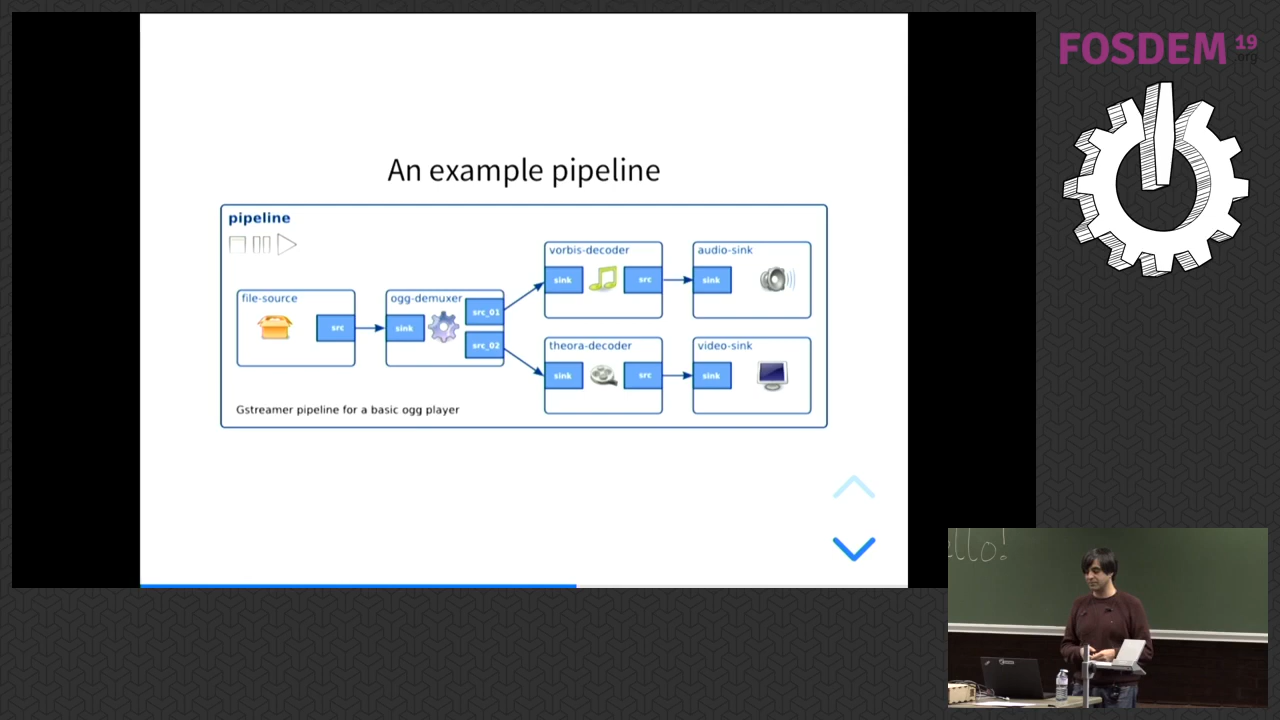 FOSDEM 19
.org
An example pipeline
pipeline
vorbis-decoder
audio-sink
sink
src
sink
file-source
ogg-demuxer
src
sink
src_01
src_02
theora-decoder
video-sink
sink
src
sink
Gstreamer pipeline for a basic ogg player
ello!